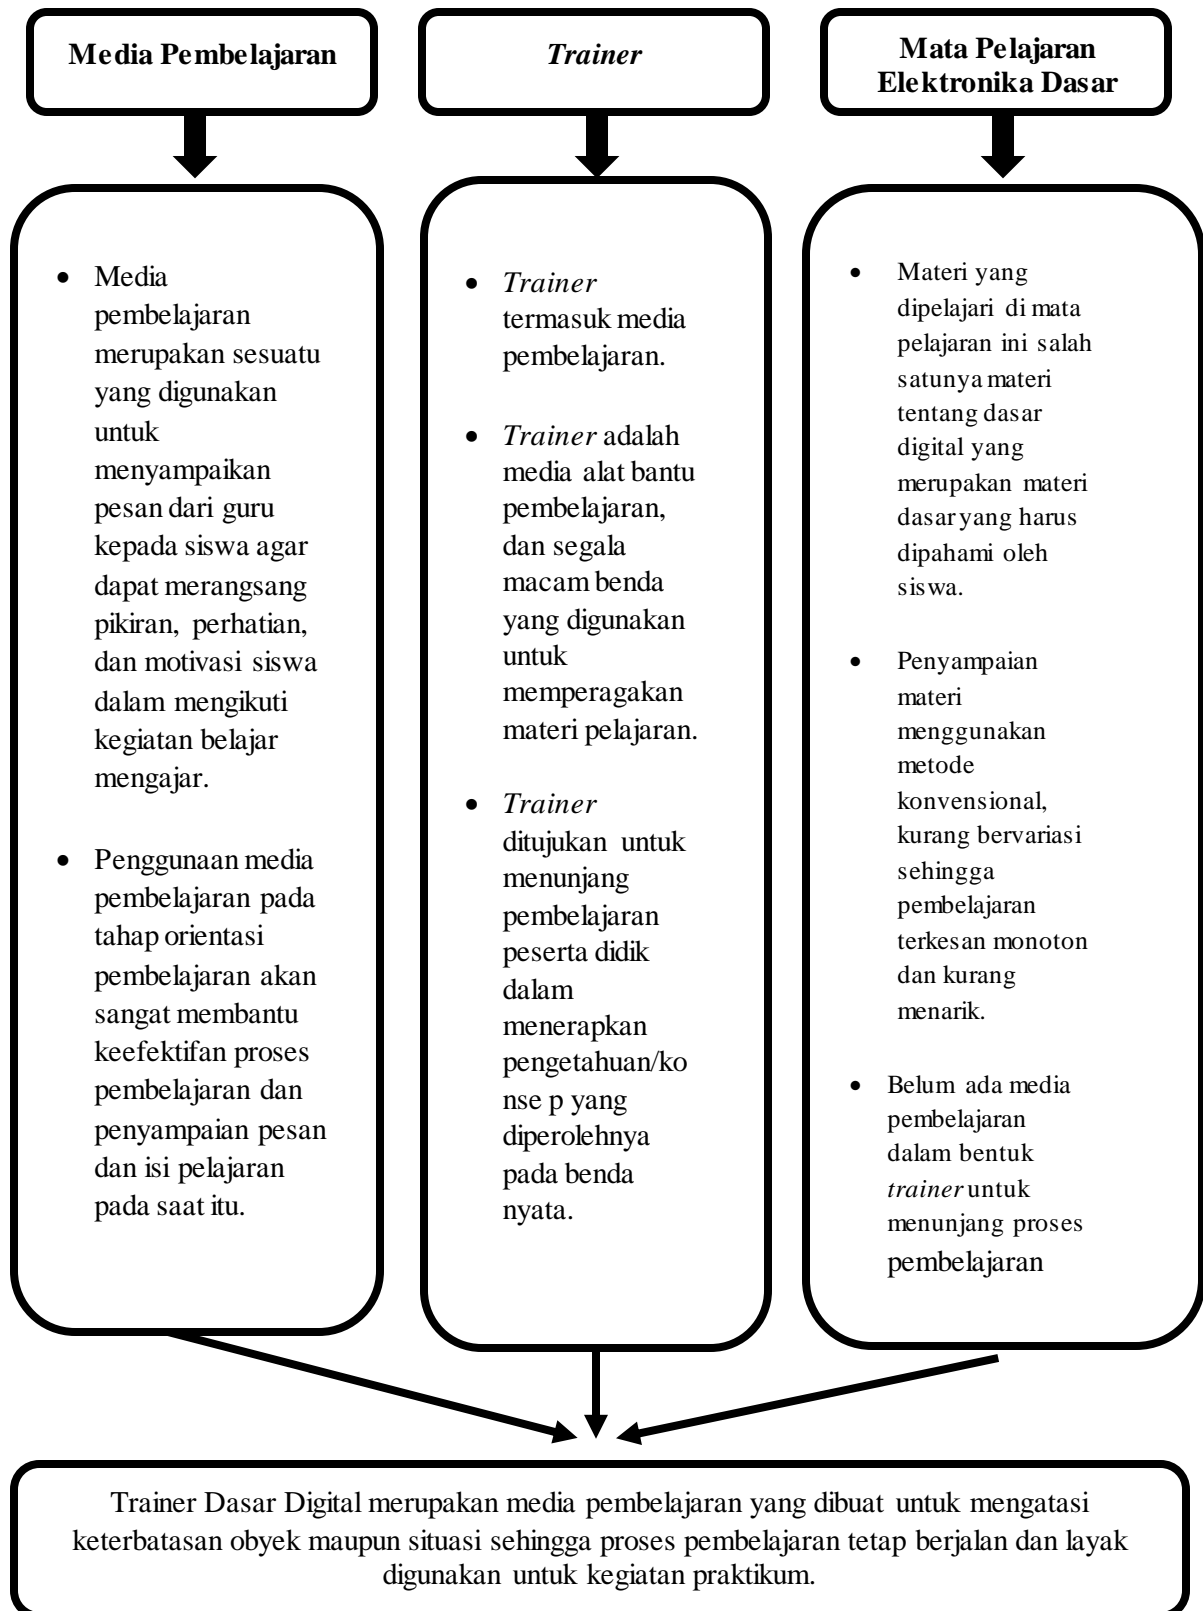 Media Pembelajaran
Trainer
Mata Pelajaran
Elektronika Dasar
• Media
pembelajaran
merupakan sesuatu
yang digunakan
untuk
menyampaikan
pesan dari guru
kepada siswa agar
dapat merangsang
pikiran, perhatian,
dan motivasi siswa
dalam mengikuti
kegiatan belajar
mengajar.
• Penggunaan media
pembelajaran pada
tahap orientasi
pembelajaran akan
sangat membantu
keefektifan proses
pembelajaran dan
penyampaian pesan
dan isi pelajaran
pada saat itu.
• Trainer
termasuk media
pembelajaran.
• Trainer adalah
media alat bantu
pembelajaran,
dan segala
macam benda
yang digunakan
untuk
memperagakan
materi pelajaran.
• Trainer
ditujukan untuk
menunjang
pembelajaran
peserta didik
dalam
menerapkan
pengetahuan/ko
nse p yang
diperolehnya
pada benda
nyata.
• Materi yang
dipelajari di mata
pelajaran ini salah
satunya materi
tentang dasar
digital yang
merupakan materi
dasar yang harus
dipahami oleh
siswa.
• Penyampaian
materi
menggunakan
metode
konvensional,
kurang bervariasi
sehingga
pembelajaran
terkesan monoton
dan kurang
menarik.
• Belum ada media
pembelajaran
dalam bentuk
trainer untuk
menunjang proses
pembelajaran
Trainer Dasar Digital merupakan media pembelajaran yang dibuat untuk mengatasi
keterbatasan obyek maupun situasi sehingga proses pembelajaran tetap berjalan dan layak
digunakan untuk kegiatan praktikum.